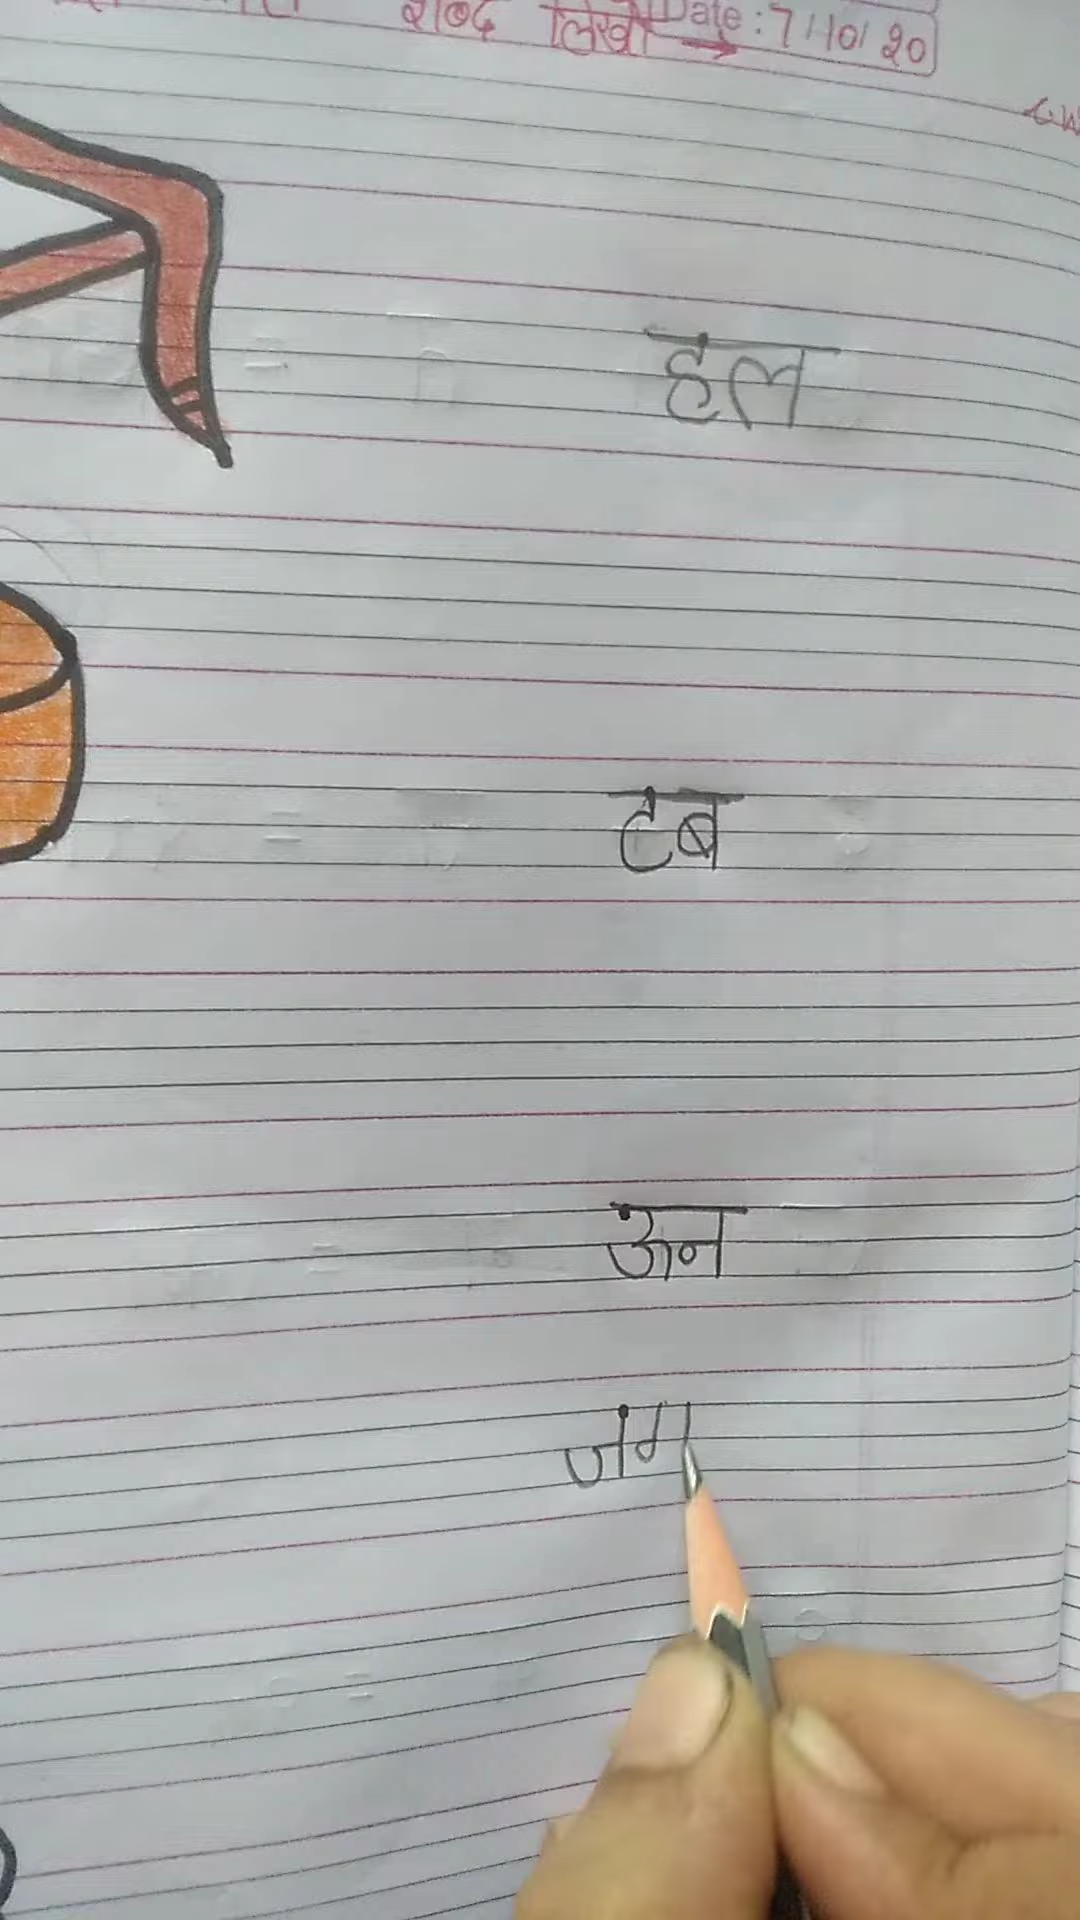 शब्द लिखो → Date : 7/10/20
C.W
हल
टब
ऊन
जग